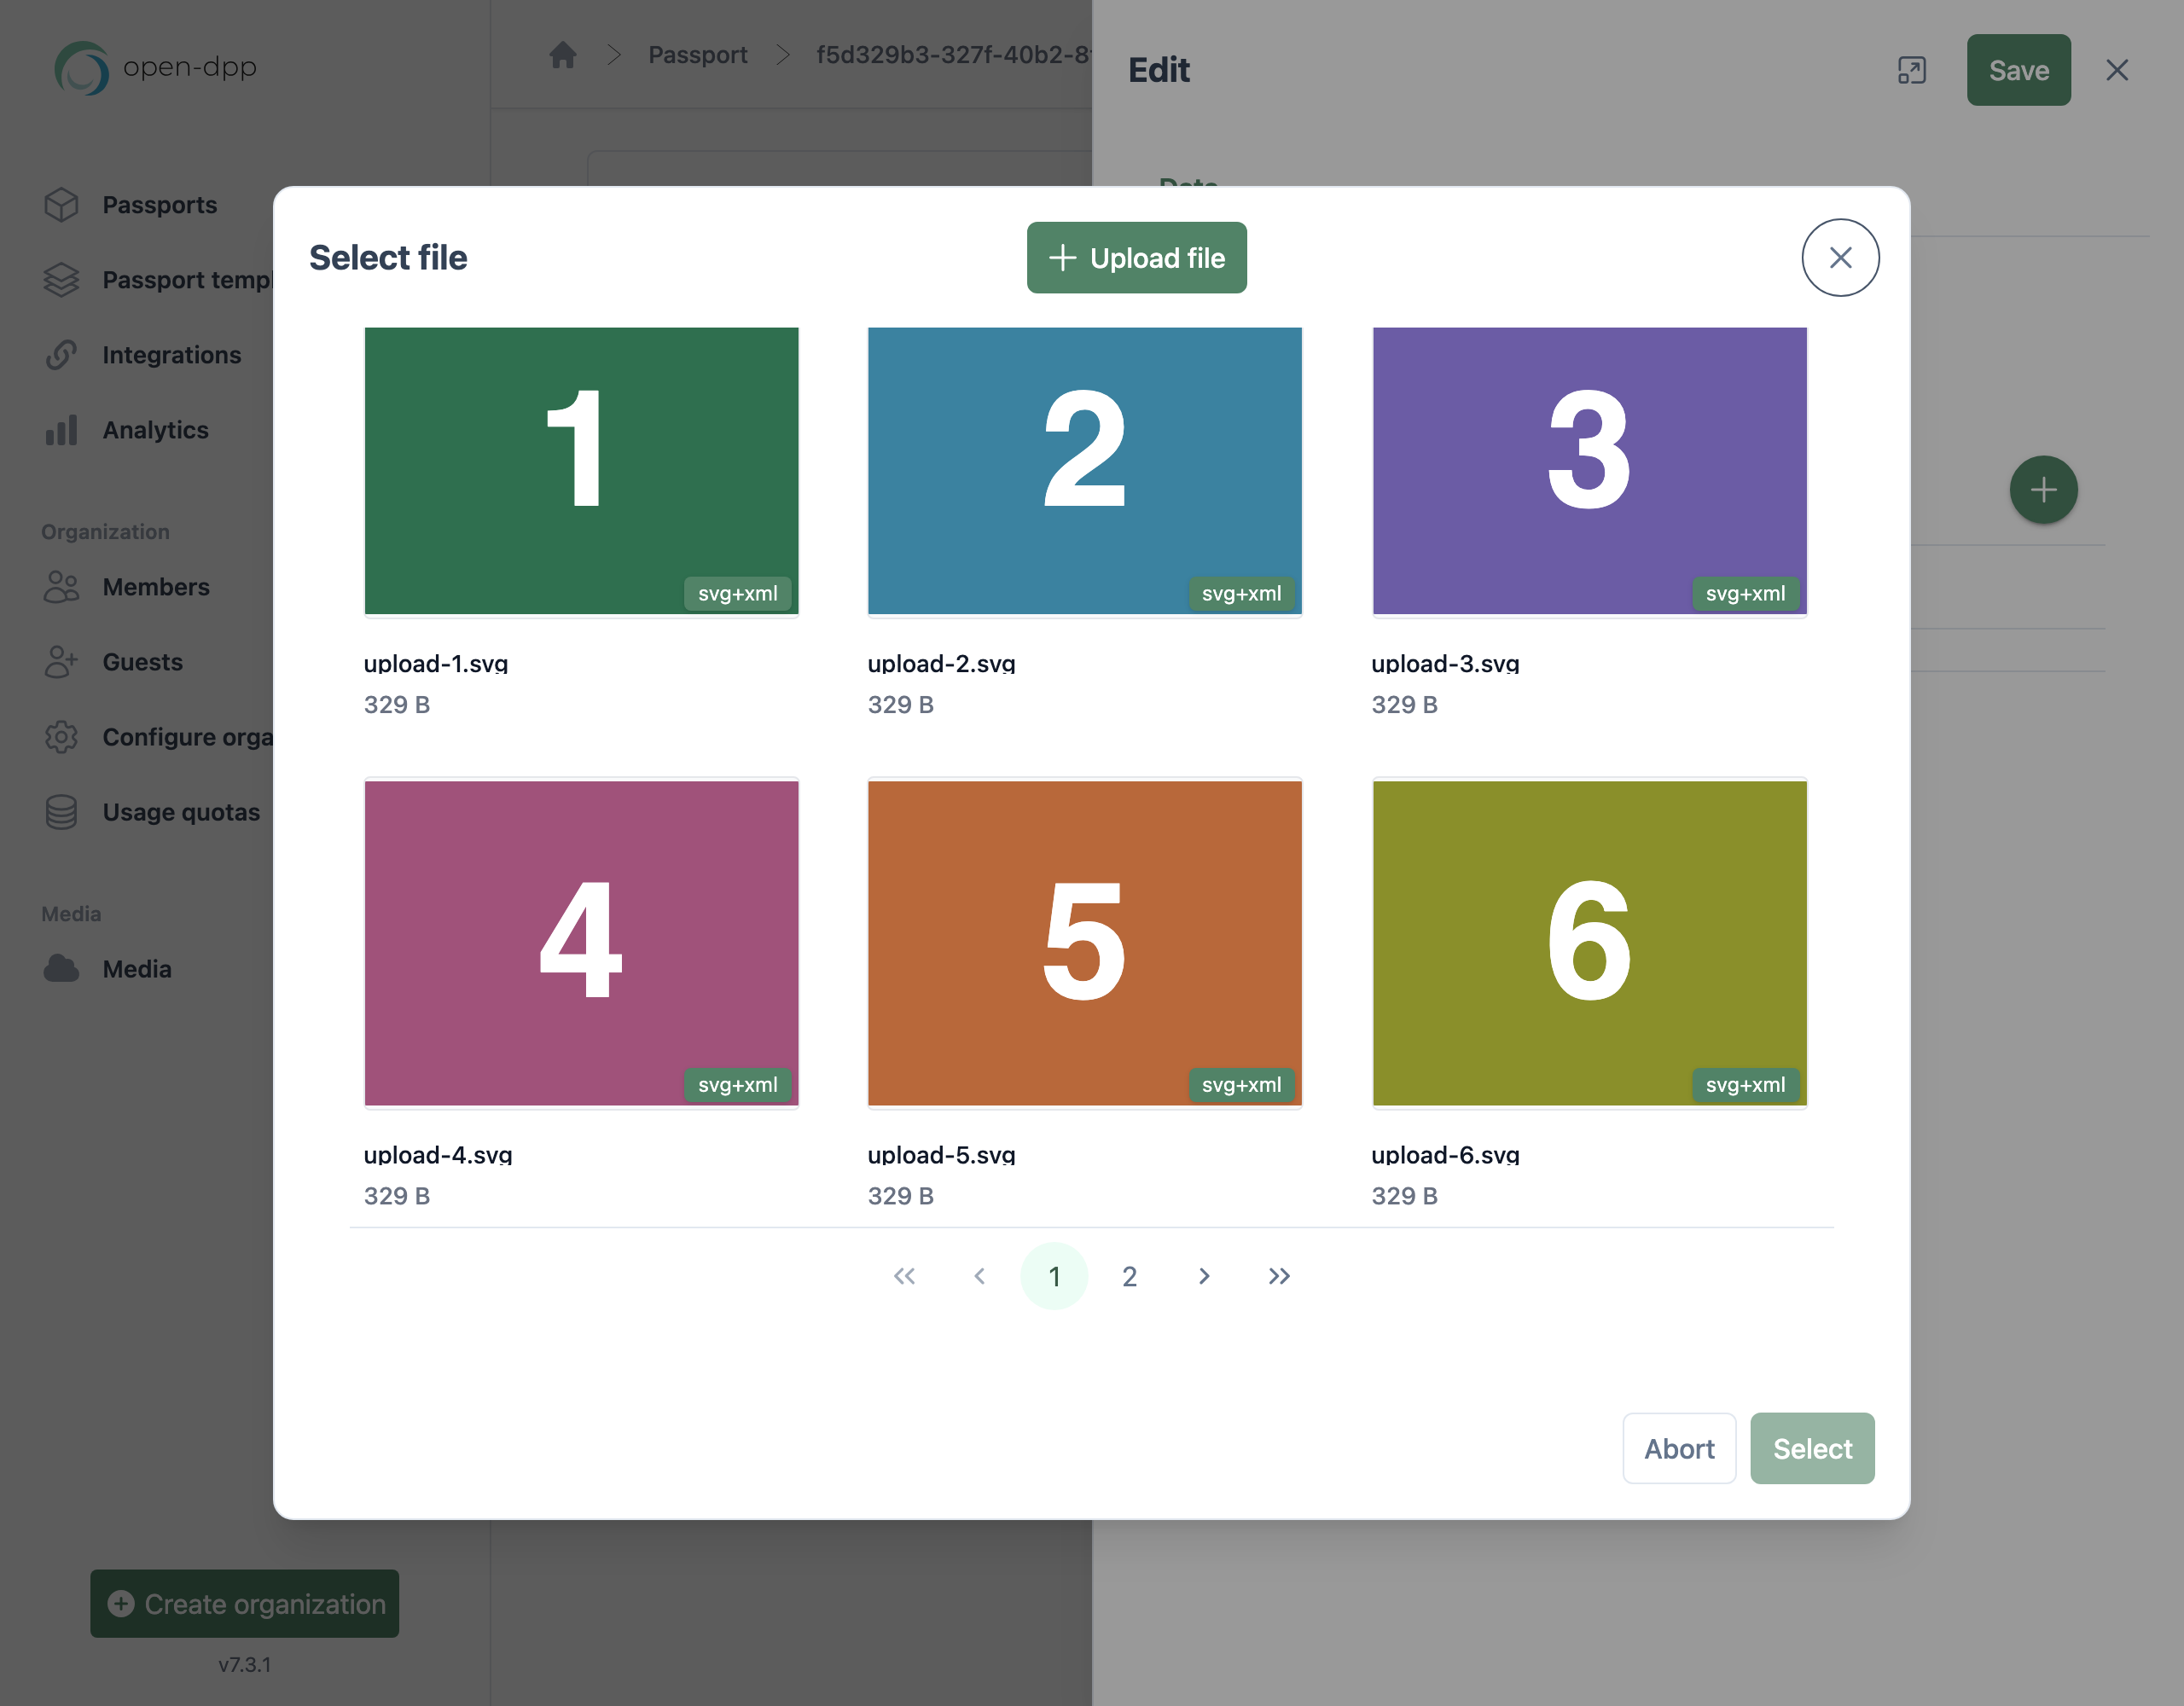 open-dpp
Passport
f5d329b3-327f-40b2-8
Edit
Save
Passports
Passport templ
Integrations
Analytics
Organization
Members
Guests
Configure orga
Usage quotas
Media
Media
Create organization
v7.3.1
Data
Select file
Upload file
1
svg+xml
upload-1.svg
329 B
2
svg+xml
upload-2.svg
329 B
3
svg+xml
upload-3.svg
329 B
4
svg+xml
upload-4.svg
329 B
5
svg+xml
upload-5.svg
329 B
6
svg+xml
upload-6.svg
329 B
1 2
Abort
Select